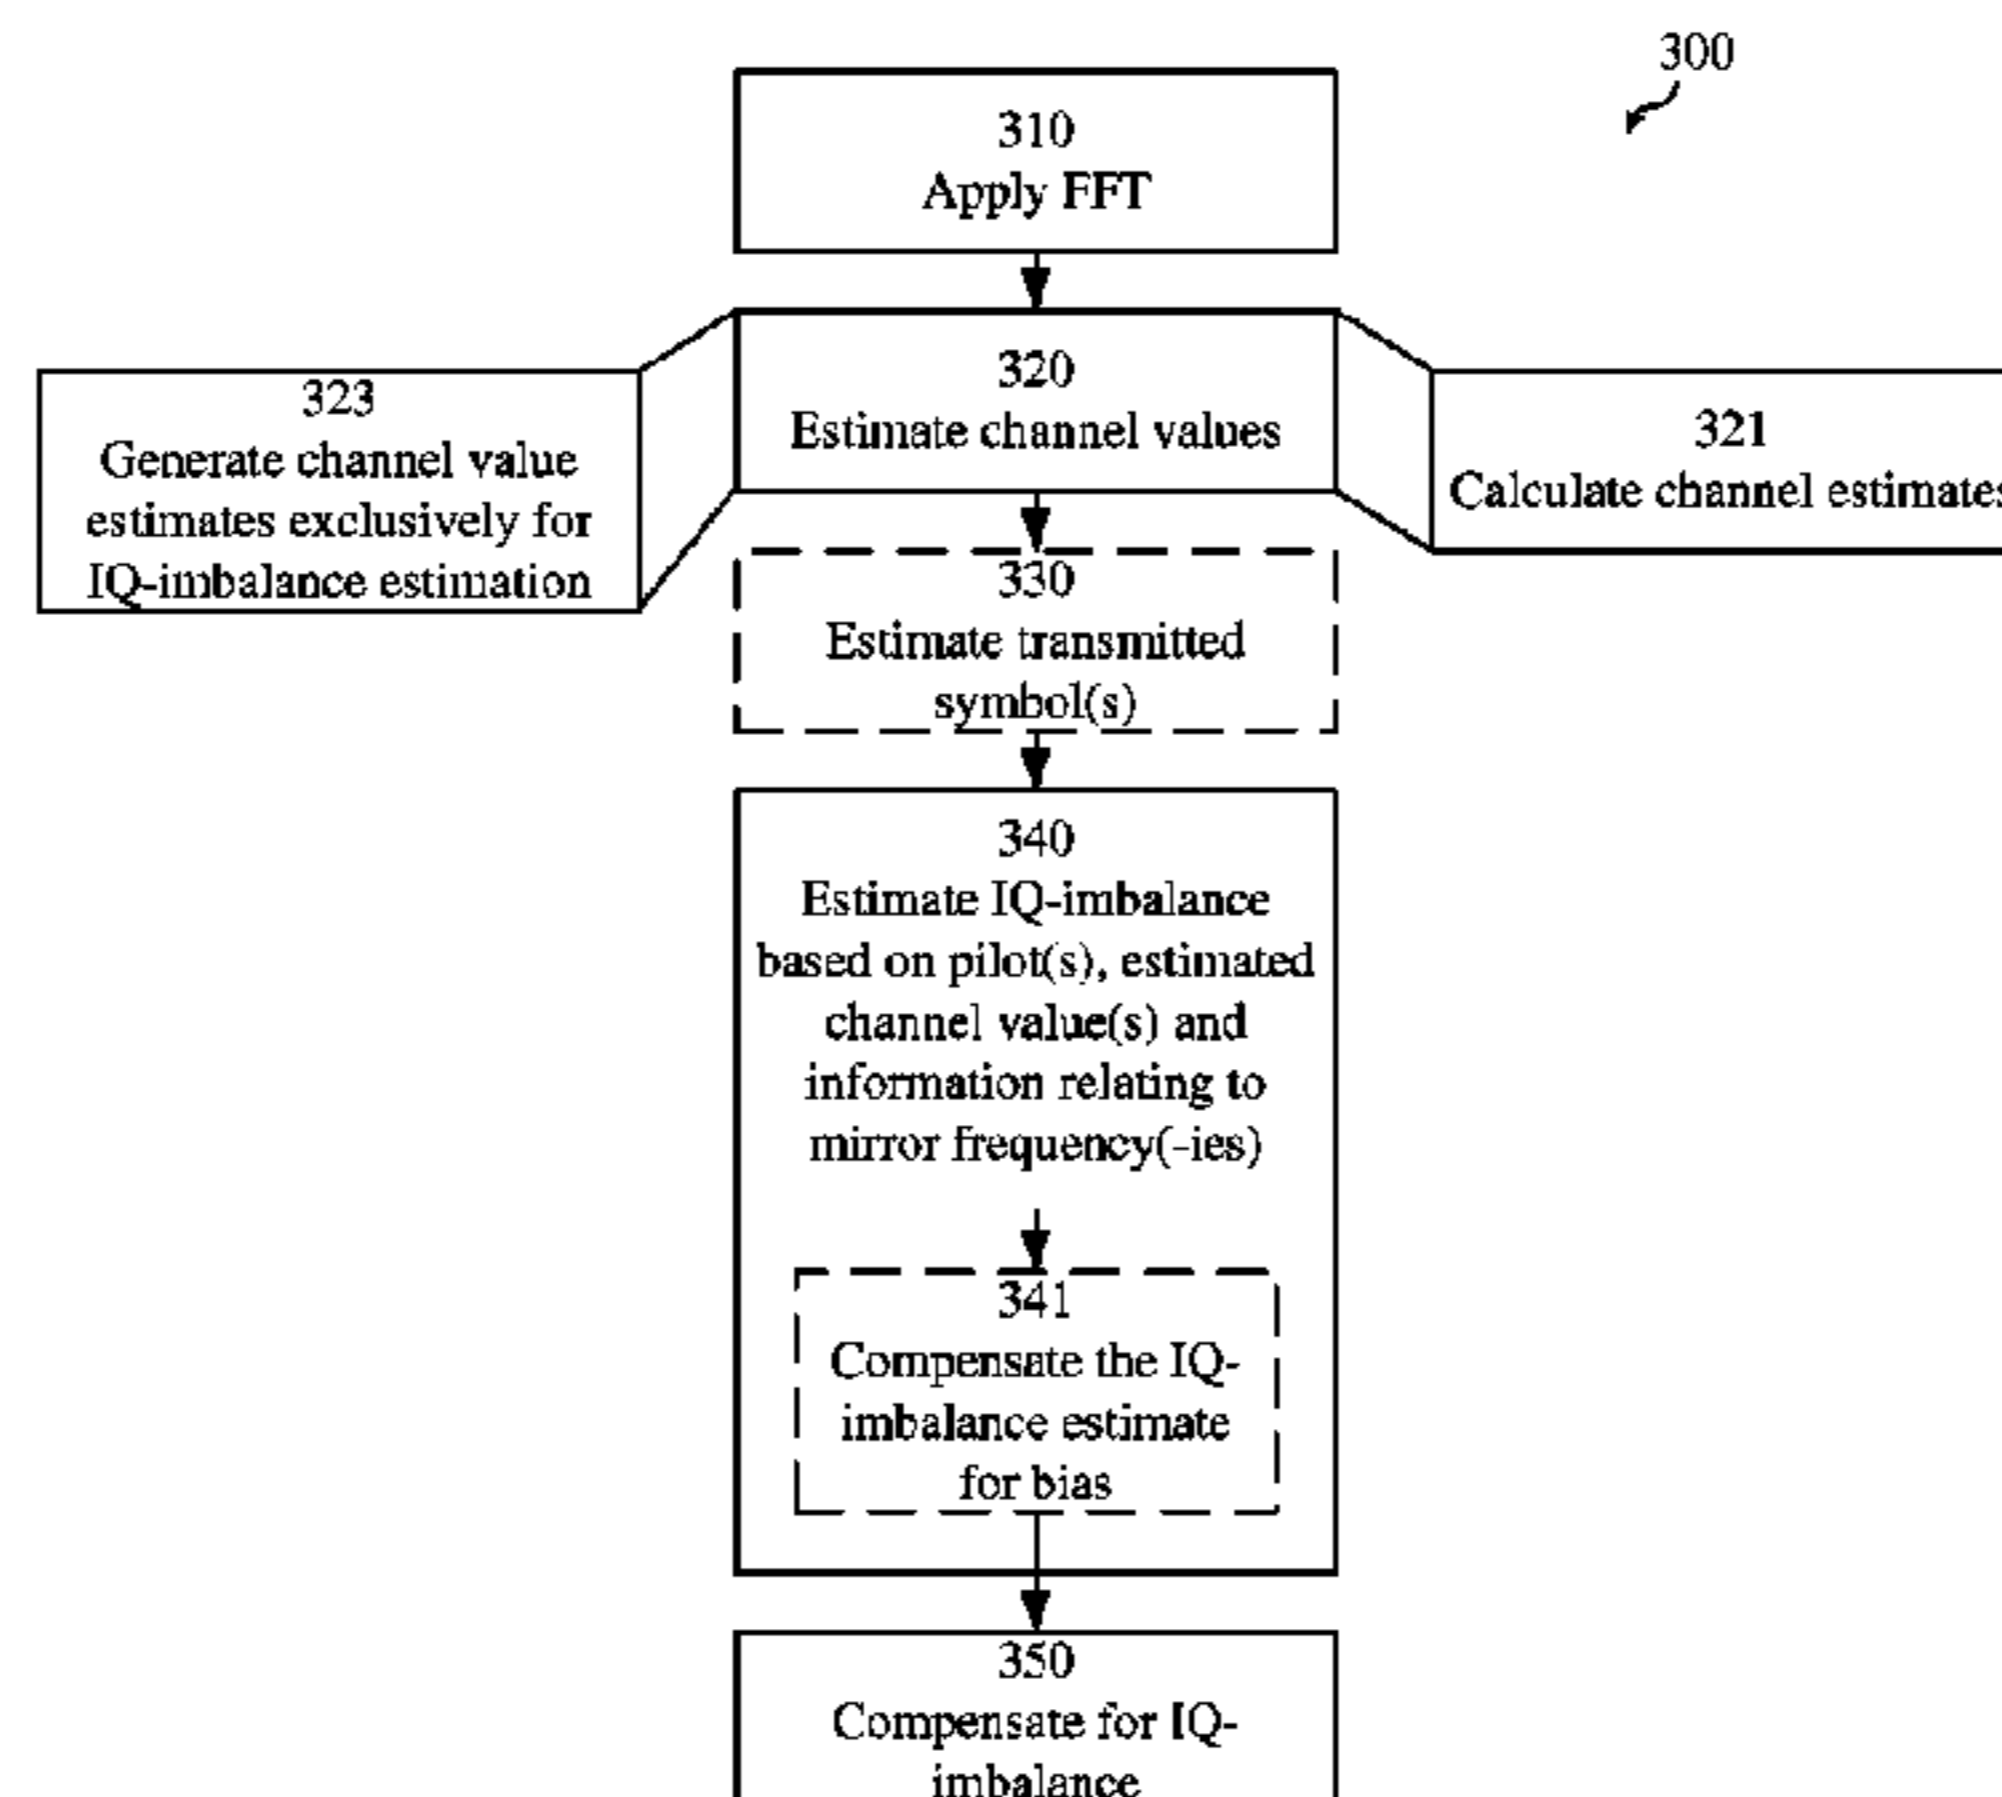 300
310
Apply FFT
320
Estimate channel values
323
Generate channel value
estimates exclusively for
IQ-imbalance estimation
321
Calculate channel estimates
330
Estimate transmitted
symbol(s)
340
Estimate IQ-imbalance
based on pilot(s), estimated
channel value(s) and
information relating to
mirror frequency(-ies)
341
Compensate the IQ-
imbalance estimate
for bias
350
Compensate for IQ-
imbalance